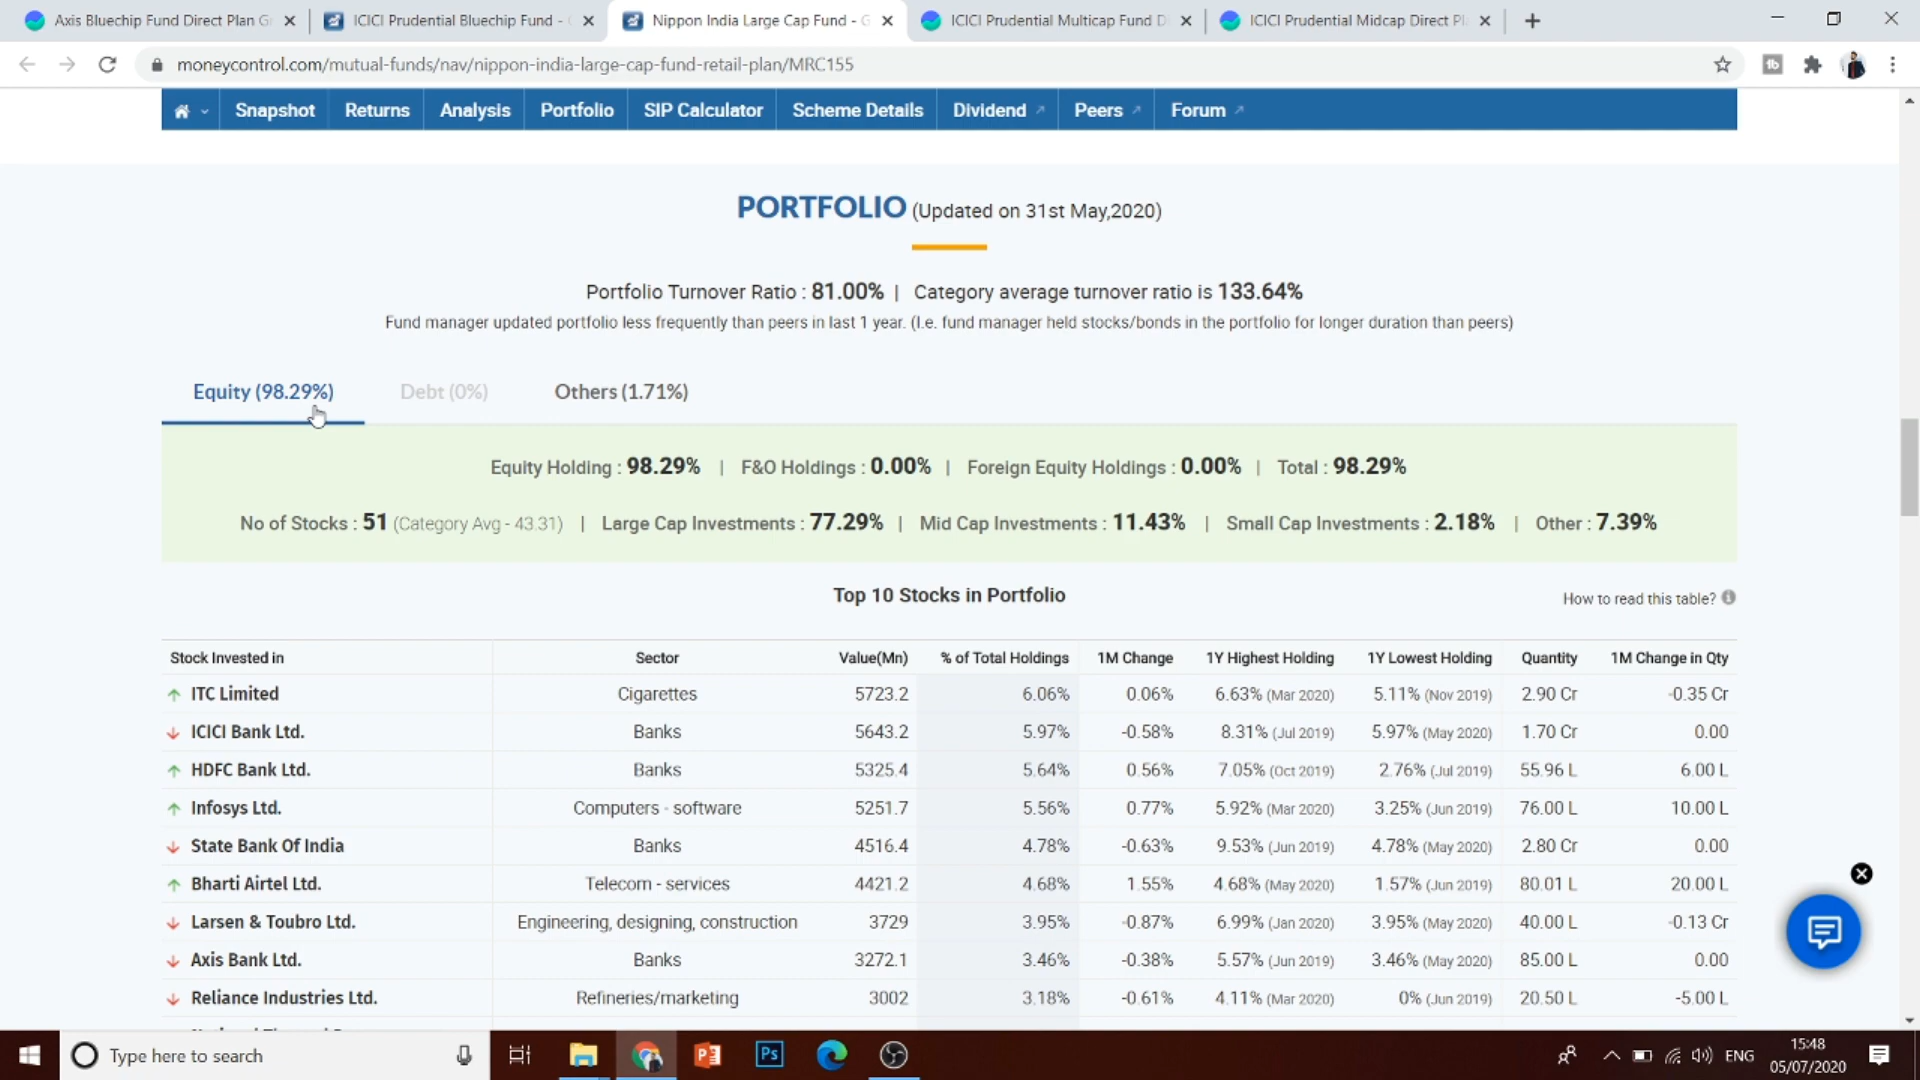 Axis Bluechip Fund Direct Plan G
ICICI Prudential Bluechip Fund -
Nippon India Large Cap Fund - G
ICICI Prudential Multicap Fund D
ICICI Prudential Midcap Direct Pl
moneycontrol.com/mutual-funds/nav/nippon-india-large-cap-fund-retail-plan/MRC155
Snapshot Returns Analysis Portfolio SIP Calculator Scheme Details Dividend Peers Forum
PORTFOLIO (Updated on 31st May,2020)
Portfolio Turnover Ratio : 81.00% | Category average turnover ratio is 133.64%
Fund manager updated portfolio less frequently than peers in last 1 year. (I.e. fund manager held stocks/bonds in the portfolio for longer duration than peers)
Equity (98.29%) Debt (0%) Others (1.71%)
Equity Holding : 98.29% | F&O Holdings : 0.00% | Foreign Equity Holdings : 0.00% | Total : 98.29%
No of Stocks : 51 (Category Avg - 43.31) | Large Cap Investments : 77.29% | Mid Cap Investments : 11.43% | Small Cap Investments : 2.18% | Other : 7.39%
Top 10 Stocks in Portfolio
How to read this table?
Stock Invested in Sector Value(Mn) % of Total Holdings 1M Change 1Y Highest Holding 1Y Lowest Holding Quantity 1M Change in Qty
ITC Limited Cigarettes 5723.2 6.06% 0.06% 6.63% (Mar 2020) 5.11% (Nov 2019) 2.90 Cr -0.35 Cr
ICICI Bank Ltd. Banks 5643.2 5.97% -0.58% 8.31% (Jul 2019) 5.97% (May 2020) 1.70 Cr 0.00
HDFC Bank Ltd. Banks 5325.4 5.64% 0.56% 7.05% (Oct 2019) 2.76% (Jul 2019) 55.96 L 6.00 L
Infosys Ltd. Computers - software 5251.7 5.56% 0.77% 5.92% (Mar 2020) 3.25% (Jun 2019) 76.00 L 10.00 L
State Bank Of India Banks 4516.4 4.78% -0.63% 9.53% (Jun 2019) 4.78% (May 2020) 2.80 Cr 0.00
Bharti Airtel Ltd. Telecom - services 4421.2 4.68% 1.55% 4.68% (May 2020) 1.57% (Jun 2019) 80.01 L 20.00 L
Larsen & Toubro Ltd. Engineering, designing, construction 3729 3.95% -0.87% 6.99% (Jan 2020) 3.95% (May 2020) 40.00 L -0.13 Cr
Axis Bank Ltd. Banks 3272.1 3.46% -0.38% 5.57% (Jun 2019) 3.46% (May 2020) 85.00 L 0.00
Reliance Industries Ltd. Refineries/marketing 3002 3.18% -0.61% 4.11% (Mar 2020) 0% (Jun 2019) 20.50 L -5.00 L
Type here to search
Ps
ENG
15:48
05/07/2020